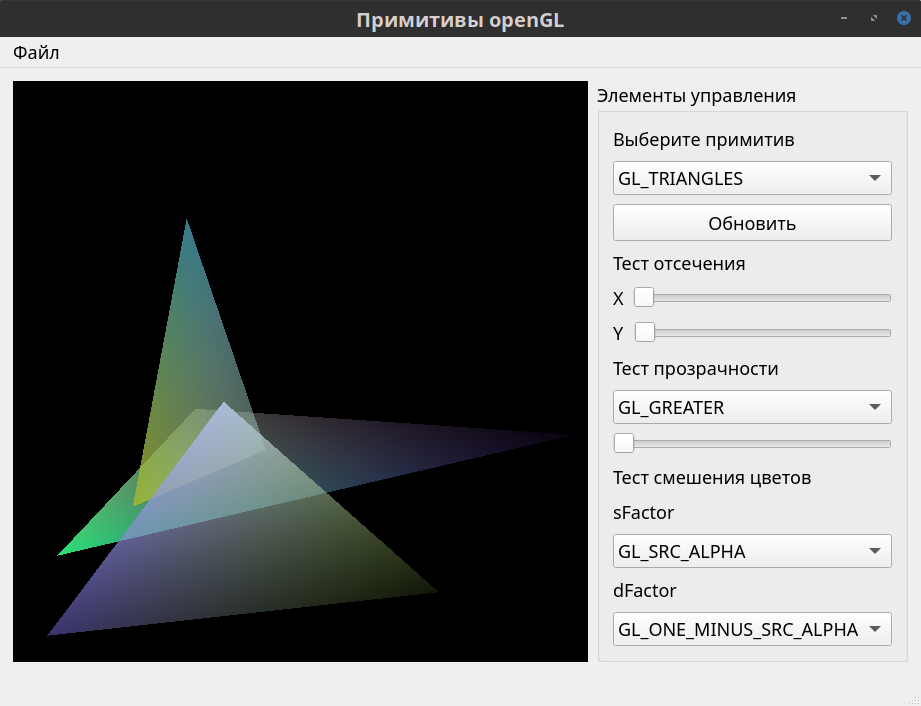 Примитивы openGL
Файл
Элементы управления
Выберите примитив
GL_TRIANGLES
Обновить
Тест отсечения
X
Y
Тест прозрачности
GL_GREATER
Тест смешения цветов
sFactor
GL_SRC_ALPHA
dFactor
GL_ONE_MINUS_SRC_ALPHA